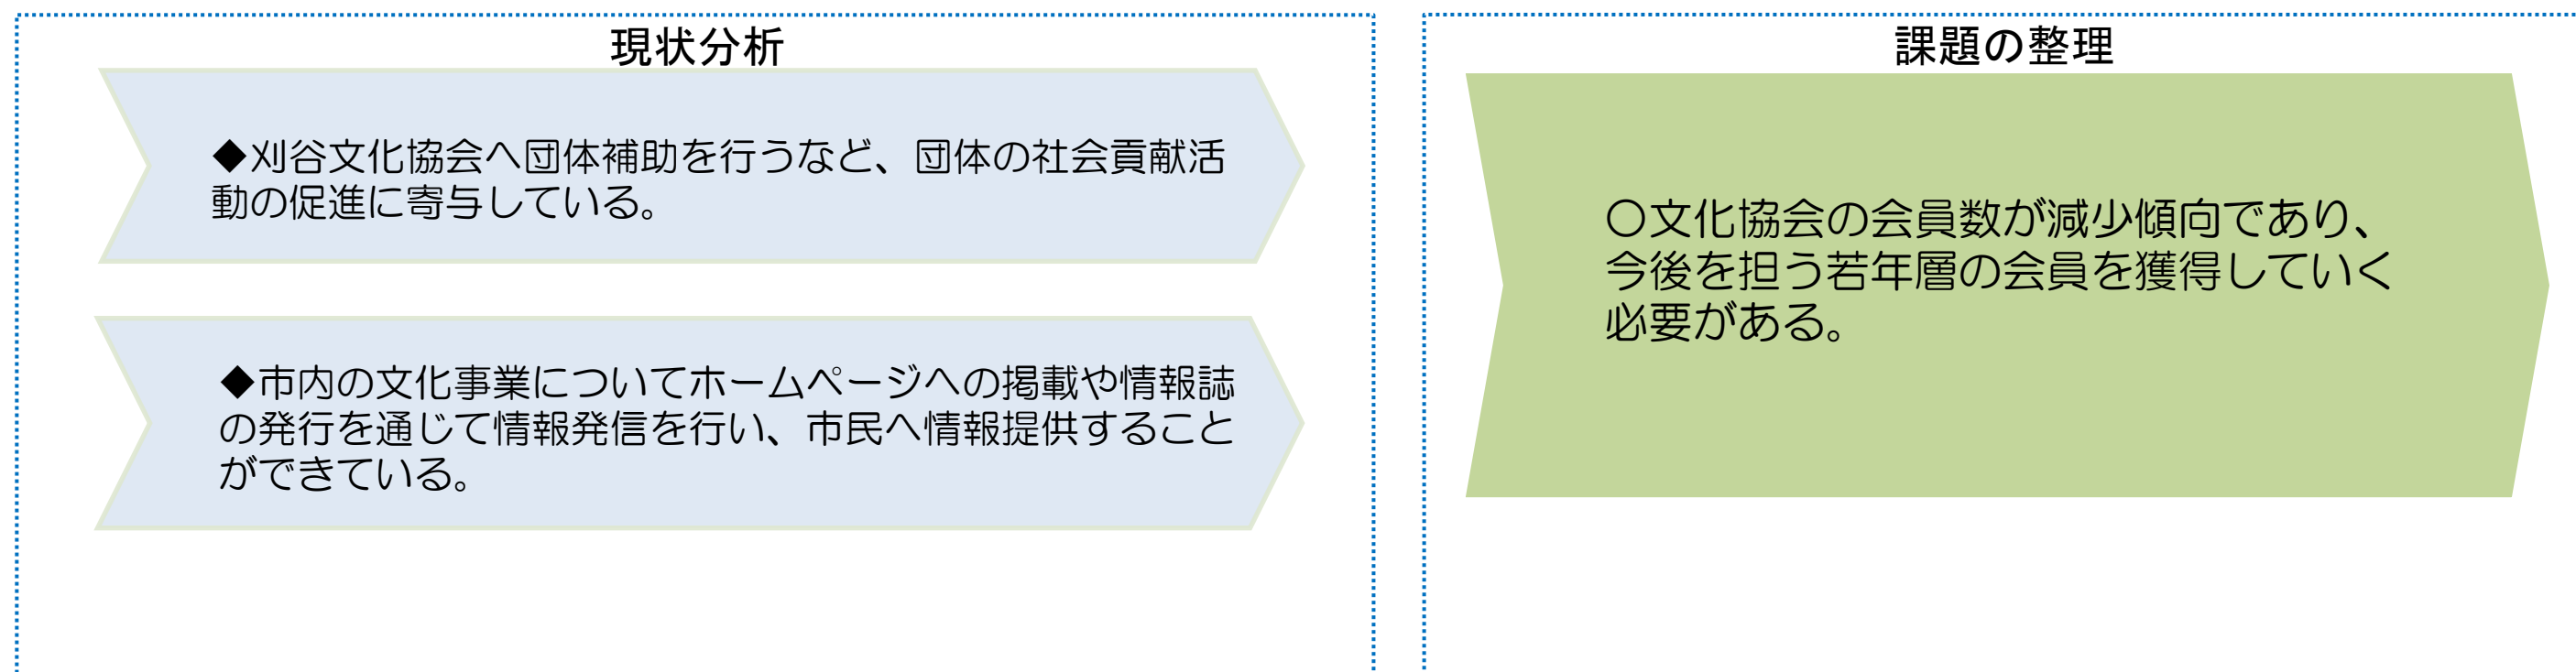 現状分析
◆刈谷文化協会へ団体補助を行うなど、団体の社会貢献活
動の促進に寄与している。
◆市内の文化事業についてホームページへの掲載や情報誌
の発行を通じて情報発信を行い、市民へ情報提供すること
ができている。
課題の整理
〇文化協会の会員数が減少傾向であり、
今後を担う若年層の会員を獲得していく
必要がある。